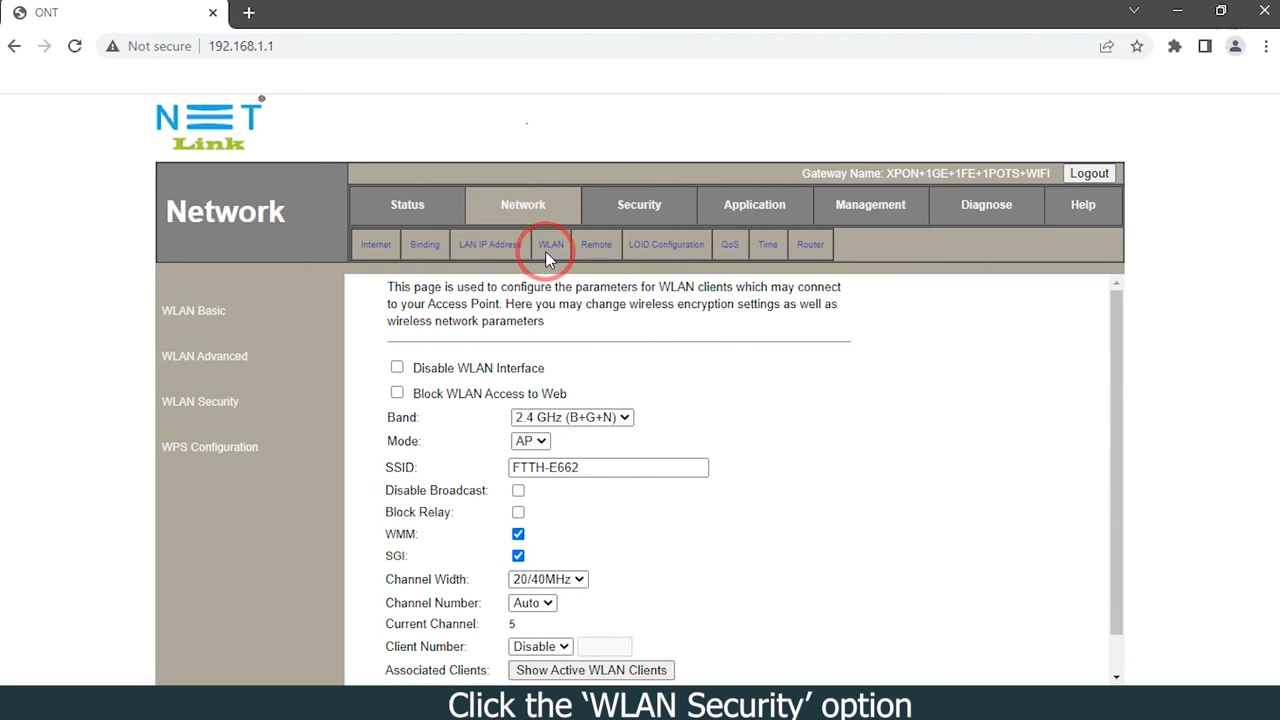 ONT
Not secure 192.168.1.1
NET
Link
Gateway Name: XPON+1GE+1FE+1POTS+WIFI Logout
Network
Status Network Security Application Management Diagnose Help
Internet Binding LAN IP Address WLAN Remote LOID Configuration QoS Time Router
WLAN Basic
WLAN Advanced
WLAN Security
WPS Configuration
This page is used to configure the parameters for WLAN clients which may connect
to your Access Point. Here you may change wireless encryption settings as well as
wireless network parameters
Disable WLAN Interface
Block WLAN Access to Web
Band: 2.4 GHz (B+G+N)
Mode: AP
SSID: FTTH-E662
Disable Broadcast:
Block Relay:
WMM:
SGI:
Channel Width: 20/40MHz
Channel Number: Auto
Current Channel: 5
Client Number: Disable
Associated Clients: Show Active WLAN Clients
Click the ‘WLAN Security’ option